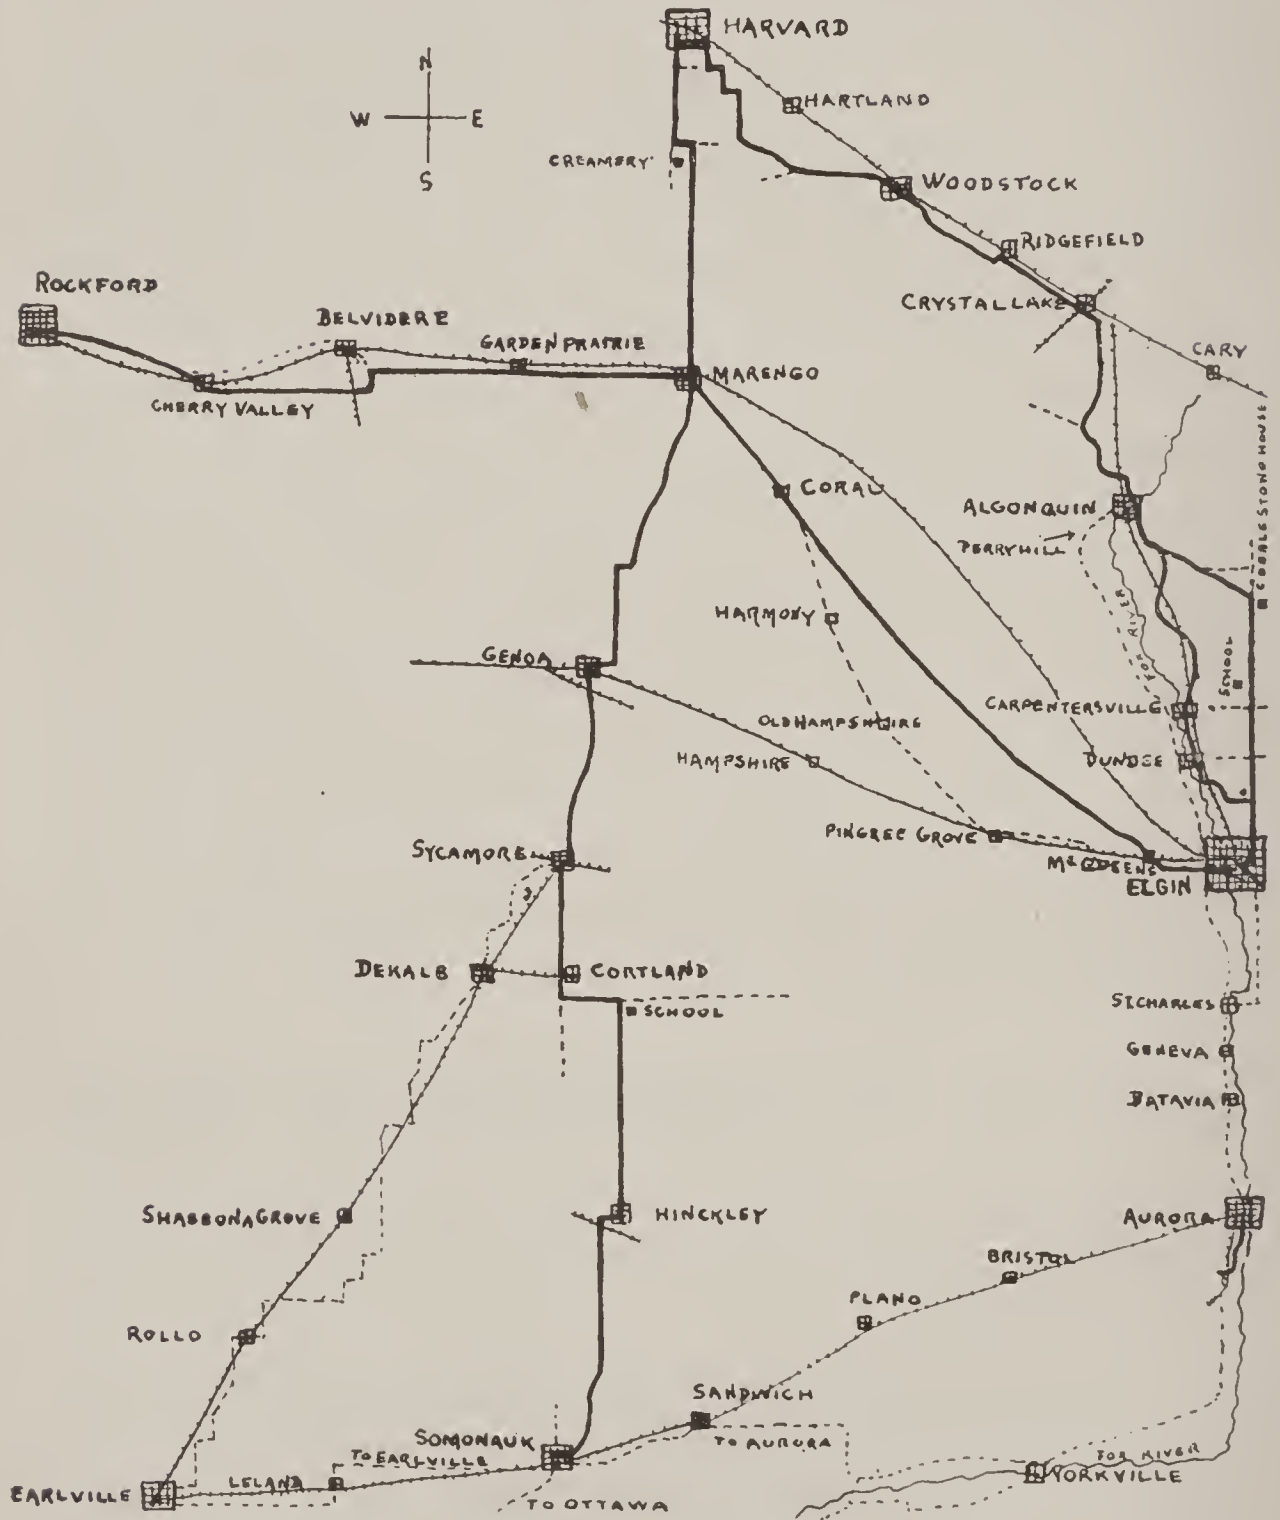 HARVARD
N
HARTLAND
W E
CREAMERY
S
WOODSTOCK
RIDGEFIELD
ROCKFORD
CRYSTAL LAKE
BELVIDERE
GARDEN PRAIRIE
CARY
MARENGO
CHERRY VALLEY
COBBLE STONE HOUSE
CORAL
ALGONQUIN
PERRY HILL
FOX RIVER
HARMONY
SCHOOL
GENOA
CARPENTERSVILLE
OLD HAMPSHIRE
HAMPSHIRE
DUNDEE
PINGREE GROVE
SYCAMORE
ELGIN
DEKALB
CORTLAND
SCHOOL
ST. CHARLES
GENEVA
BATAVIA
SHABBONA GROVE
HINCKLEY
AURORA
BRISTOL
PLANO
ROLLO
SANDWICH
SOMONAUK
TO AURORA
TO EARLVILLE
FOX RIVER
YORKVILLE
LELAND
EARLVILLE
TO OTTAWA